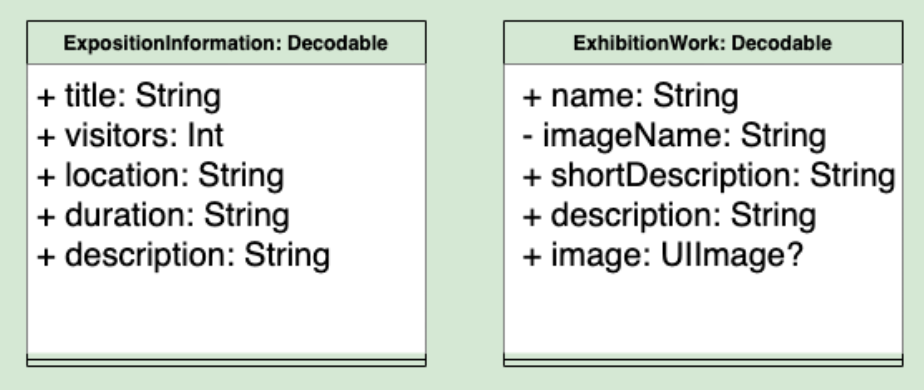 ExpositionInformation: Decodable
+ title: String
+ visitors: Int
+ location: String
+ duration: String
+ description: String
ExhibitionWork: Decodable
+ name: String
- imageName: String
+ shortDescription: String
+ description: String
+ image: UIImage?